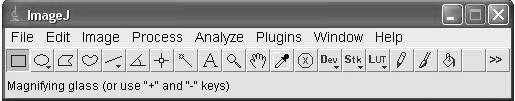 ImageJ
File Edit Image Process Analyze Plugins Window Help
A Dev Stk LUT >>
Magnifying glass (or use "+" and "-" keys)